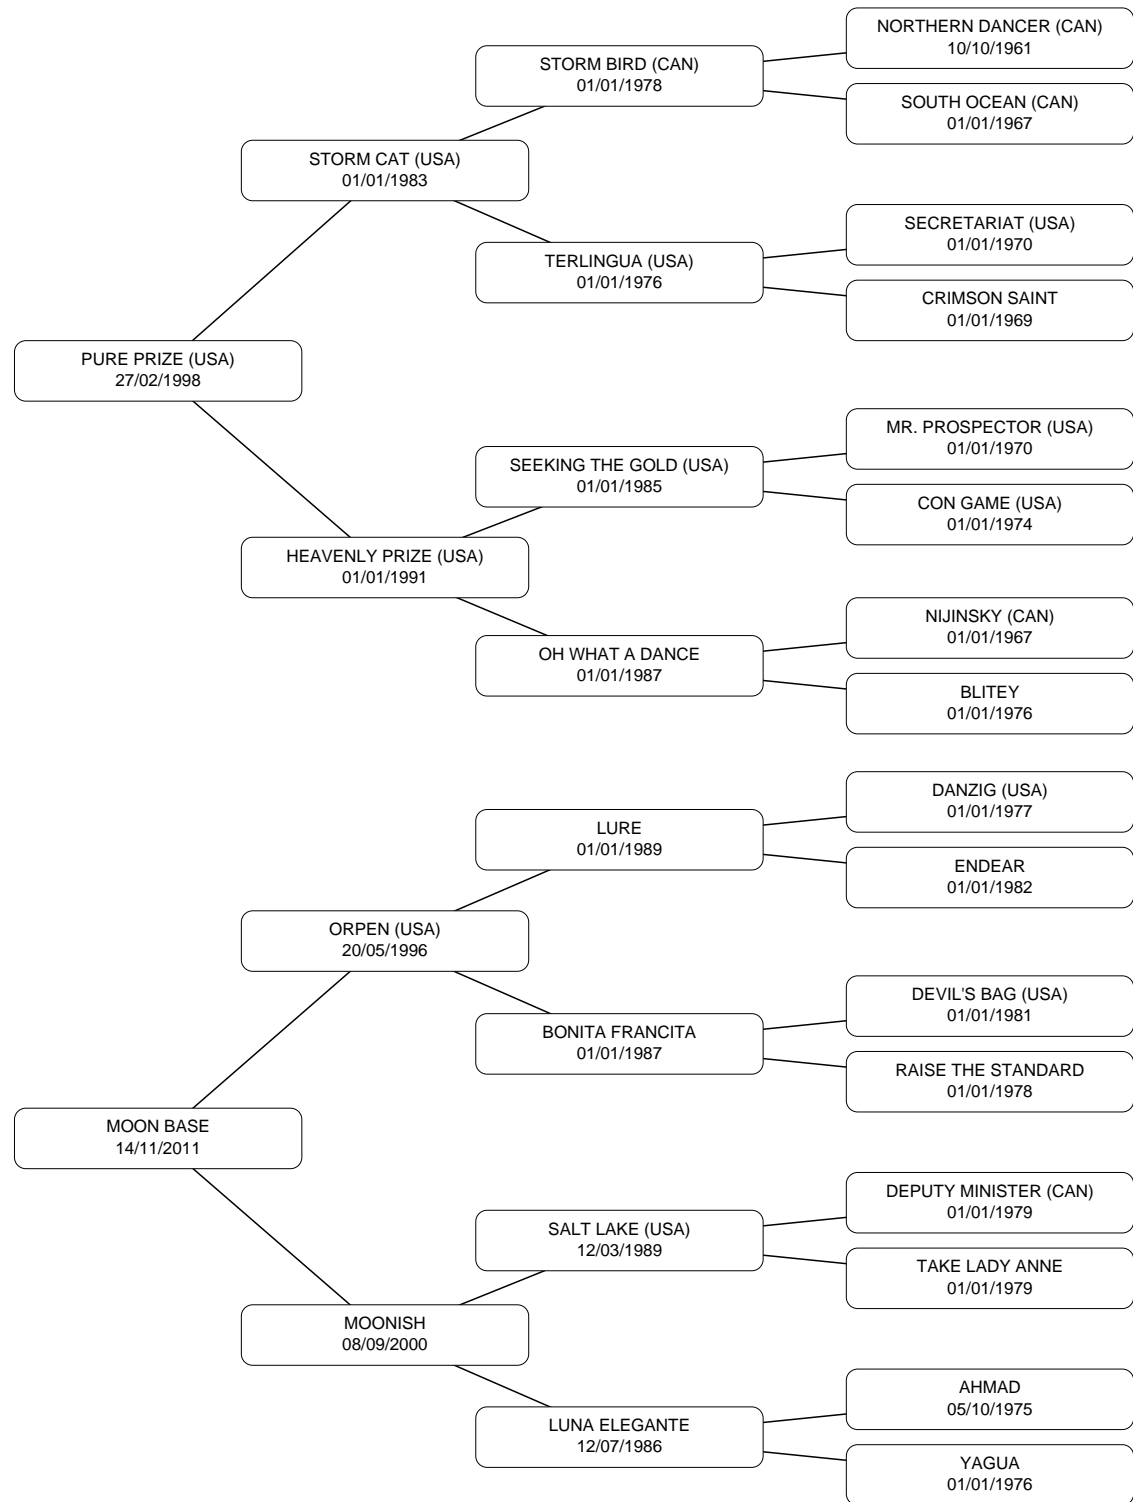 NORTHERN DANCER (CAN)
10/10/1961
STORM BIRD (CAN)
01/01/1978
SOUTH OCEAN (CAN)
01/01/1967
STORM CAT (USA)
01/01/1983
SECRETARIAT (USA)
01/01/1970
TERLINGUA (USA)
01/01/1976
CRIMSON SAINT
01/01/1969
PURE PRIZE (USA)
27/02/1998
MR. PROSPECTOR (USA)
01/01/1970
SEEKING THE GOLD (USA)
01/01/1985
CON GAME (USA)
01/01/1974
HEAVENLY PRIZE (USA)
01/01/1991
NIJINSKY (CAN)
01/01/1967
OH WHAT A DANCE
01/01/1987
BLITEY
01/01/1976
DANZIG (USA)
01/01/1977
LURE
01/01/1989
ENDEAR
01/01/1982
ORPEN (USA)
20/05/1996
DEVIL'S BAG (USA)
01/01/1981
BONITA FRANCITA
01/01/1987
RAISE THE STANDARD
01/01/1978
MOON BASE
14/11/2011
DEPUTY MINISTER (CAN)
01/01/1979
SALT LAKE (USA)
12/03/1989
TAKE LADY ANNE
01/01/1979
MOONISH
08/09/2000
AHMAD
05/10/1975
LUNA ELEGANTE
12/07/1986
YAGUA
01/01/1976